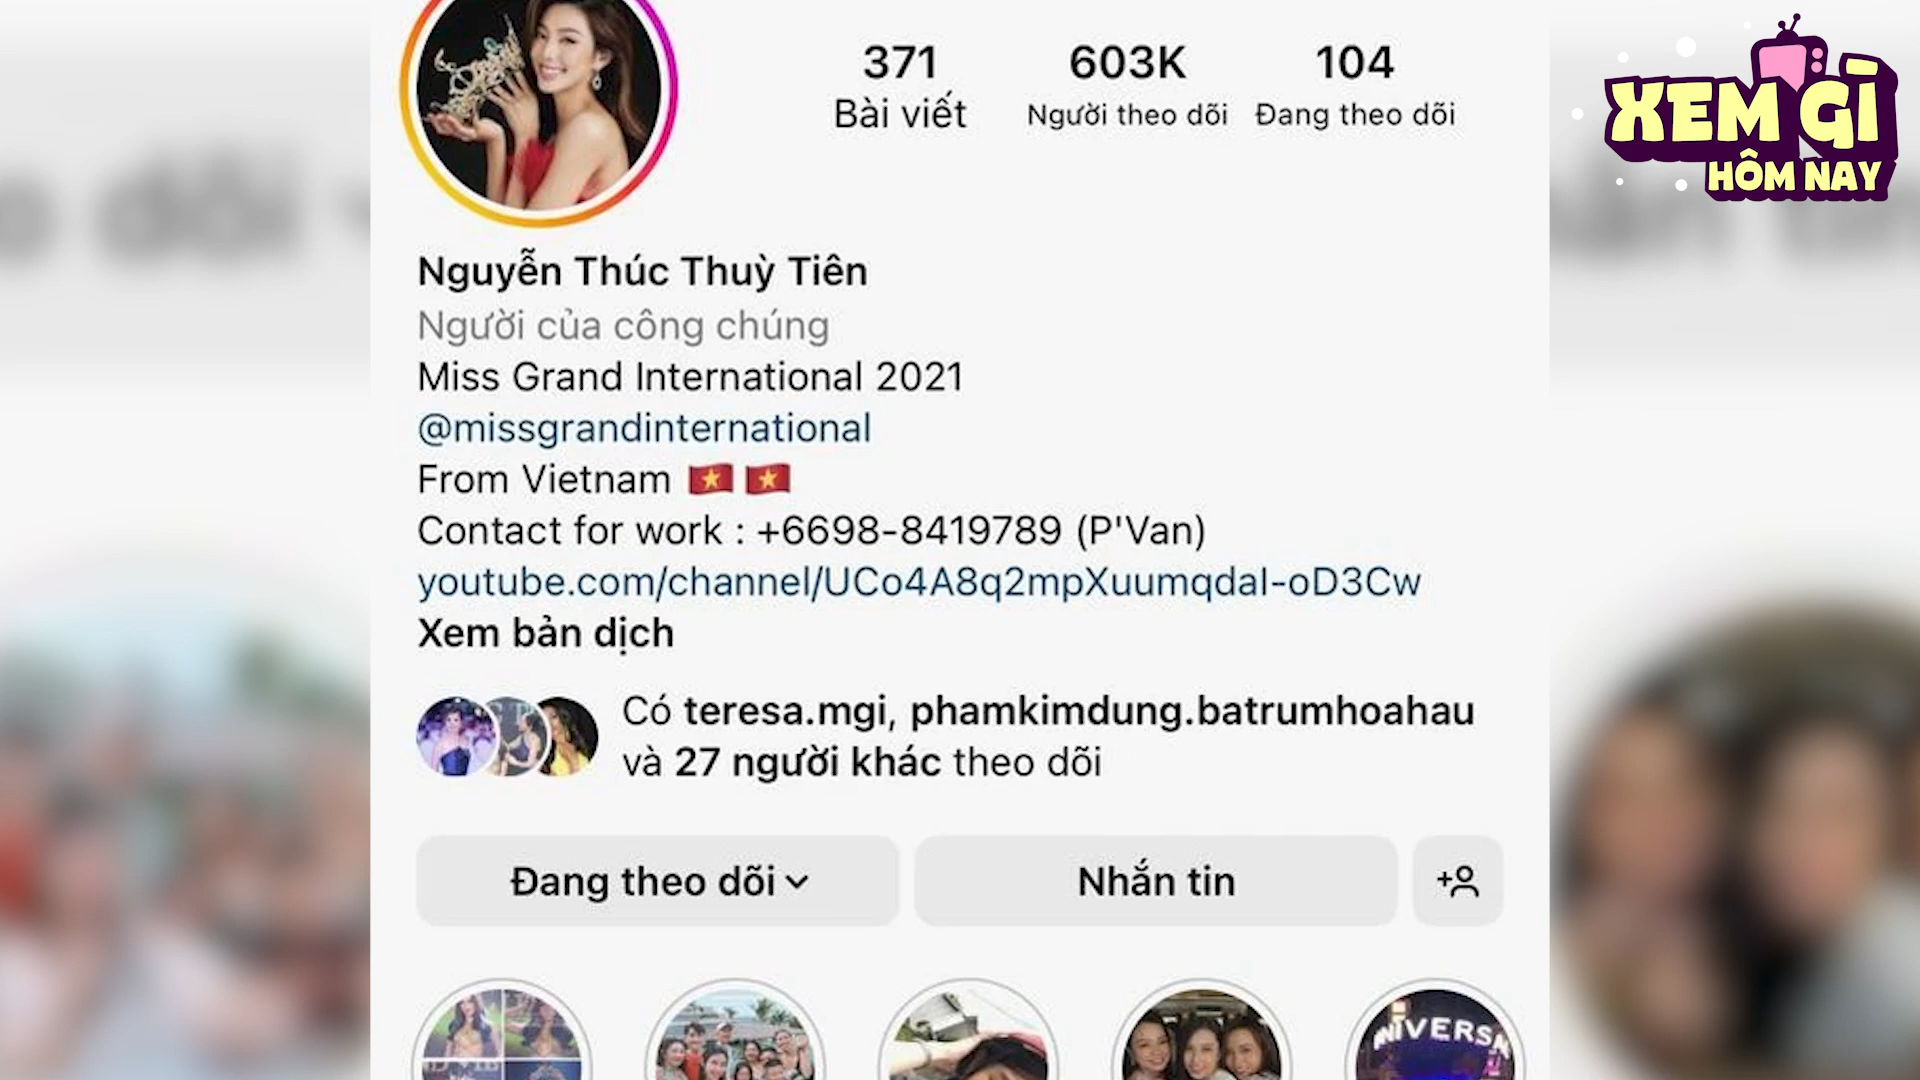 371
603K
104
Bài viết
Người theo dõi
Đang theo dõi
XEM GÌ
HÔM NAY
Nguyễn Thúc Thuỳ Tiên
Người của công chúng
Miss Grand International 2021
@missgrandinternational
From Vietnam 🇻🇳 🇻🇳
Contact for work : +6698-8419789 (P'Van)
youtube.com/channel/UCo4A8q2mpXuumqdaI-oD3Cw
Xem bản dịch
Có teresa.mgi, phamkimdung.batrumhoahau
và 27 người khác theo dõi
Đang theo dõi
Nhắn tin